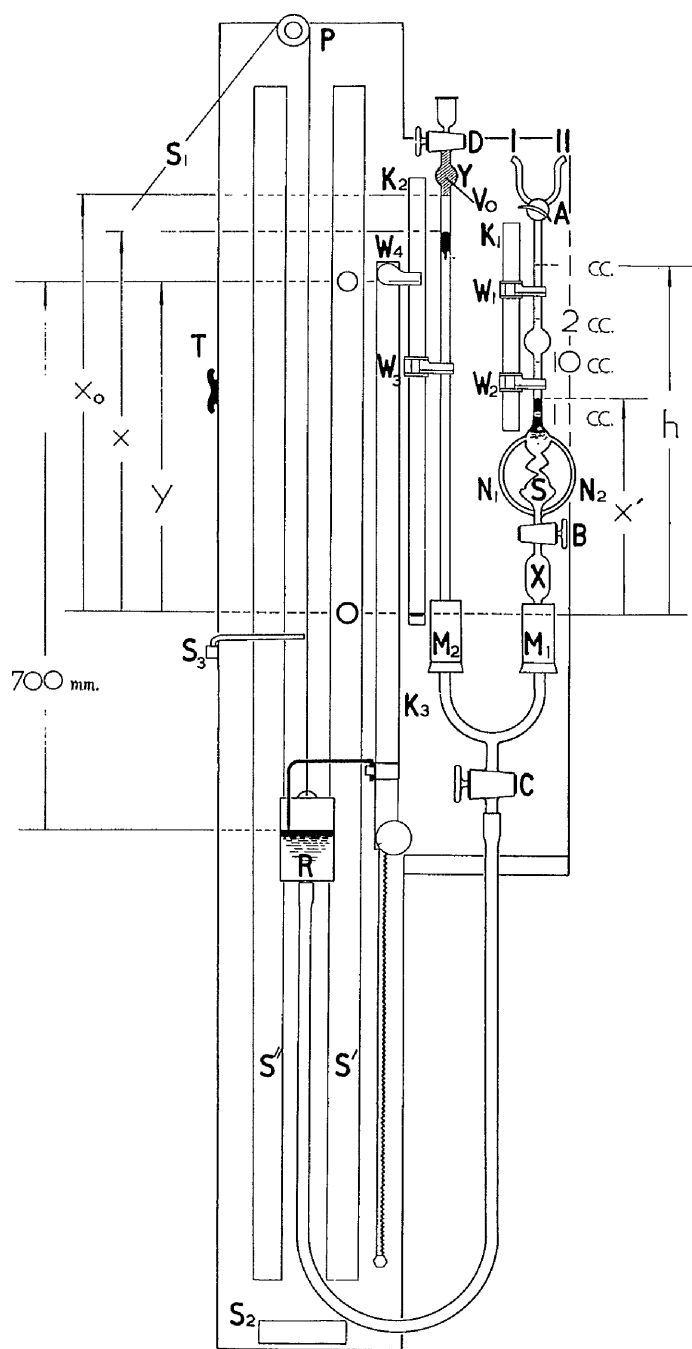 P
S₁
D I II
K₂ Y
V₀
A
K₁
W₄
CC.
W₁
2 CC.
T
W₃
10 CC.
W₂
x₀
x
y
CC.
h
N₁ S N₂
x′
B
X
M₂ M₁
S₃
700 mm.
K₃
C
R
S″ S′
S₂